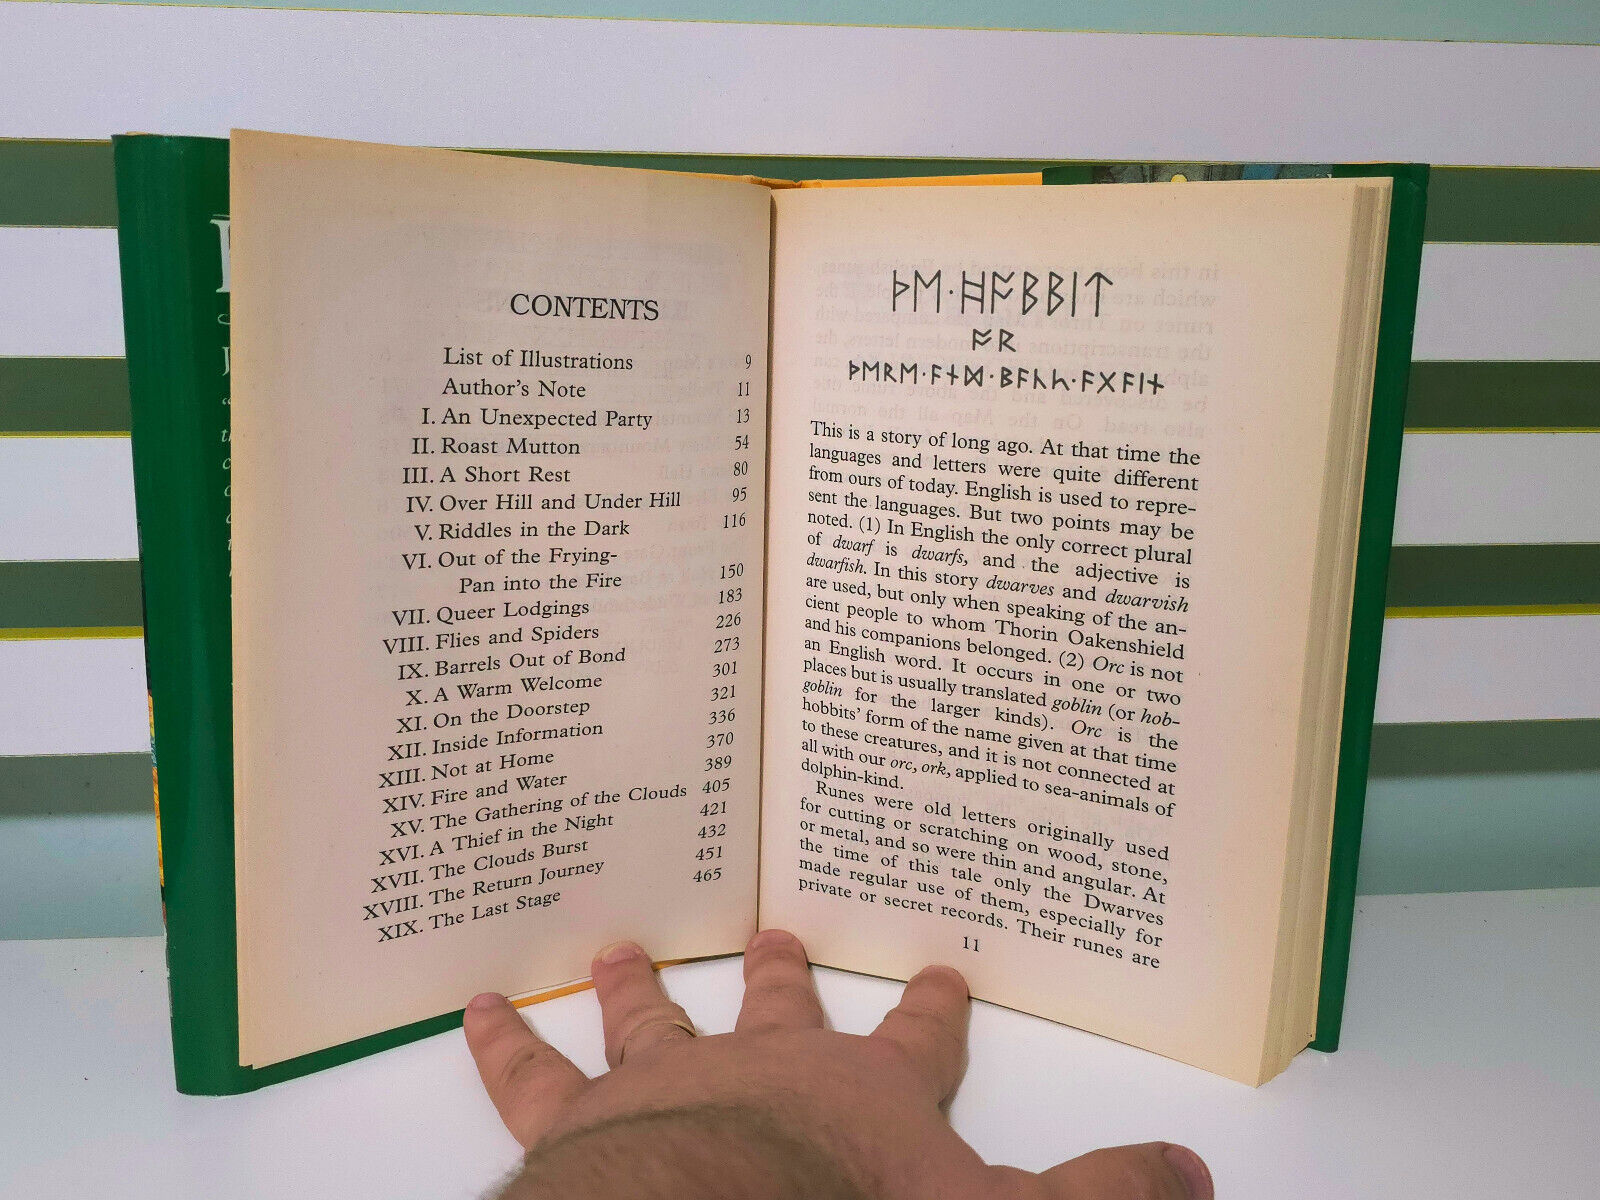 CONTENTS
List of Illustrations 9
Author's Note 11
I. An Unexpected Party 13
II. Roast Mutton 54
III. A Short Rest 80
IV. Over Hill and Under Hill 95
V. Riddles in the Dark 116
VI. Out of the Frying-
Pan into the Fire 150
VII. Queer Lodgings 183
VIII. Flies and Spiders 226
IX. Barrels Out of Bond 273
X. A Warm Welcome 301
XI. On the Doorstep 321
XII. Inside Information 336
XIII. Not at Home 370
XIV. Fire and Water 389
XV. The Gathering of the Clouds 405
XVI. A Thief in the Night 421
XVII. The Clouds Burst 432
XVIII. The Return Journey 451
XIX. The Last Stage 465
ᚦᛖ·ᚻᚩᛒᛒᛁᛏ
ᚩᚱ
ᚦᛖᚱᛖ·ᚪᚾᛞ·ᛒᚪᚳᛋ·ᚪᚷᚪᛁᚾ
This is a story of long ago. At that time the
languages and letters were quite different
from ours of today. English is used to repre-
sent the languages. But two points may be
noted. (1) In English the only correct plural
of dwarf is dwarfs, and the adjective is
dwarfish. In this story dwarves and dwarvish
are used, but only when speaking of the an-
cient people to whom Thorin Oakenshield
and his companions belonged. (2) Orc is not
an English word. It occurs in one or two
places but is usually translated goblin (or hob-
goblin for the larger kinds). Orc is the
hobbits' form of the name given at that time
to these creatures, and it is not connected at
all with our orc, ork, applied to sea-animals of
dolphin-kind.
Runes were old letters originally used
for cutting or scratching on wood, stone,
or metal, and so were thin and angular. At
the time of this tale only the Dwarves
made regular use of them, especially for
private or secret records. Their runes are
11